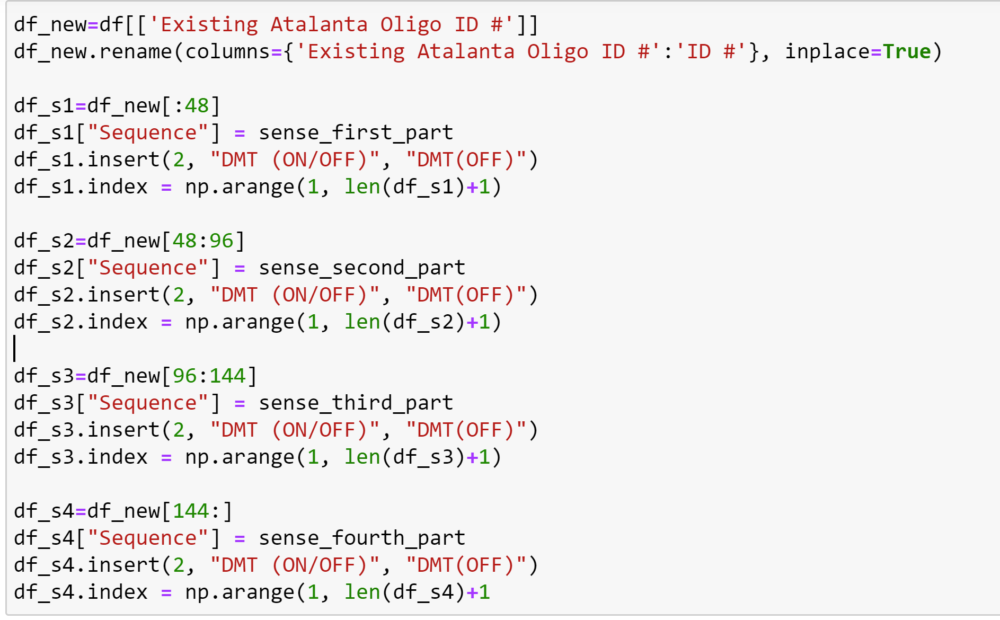 df_new=df[['Existing Atalanta Oligo ID #']]
df_new.rename(columns={'Existing Atalanta Oligo ID #':'ID #'}, inplace=True)
df_s1=df_new[:48]
df_s1["Sequence"] = sense_first_part
df_s1.insert(2, "DMT (ON/OFF)", "DMT(OFF)")
df_s1.index = np.arange(1, len(df_s1)+1)
df_s2=df_new[48:96]
df_s2["Sequence"] = sense_second_part
df_s2.insert(2, "DMT (ON/OFF)", "DMT(OFF)")
df_s2.index = np.arange(1, len(df_s2)+1)
df_s3=df_new[96:144]
df_s3["Sequence"] = sense_third_part
df_s3.insert(2, "DMT (ON/OFF)", "DMT(OFF)")
df_s3.index = np.arange(1, len(df_s3)+1)
df_s4=df_new[144:]
df_s4["Sequence"] = sense_fourth_part
df_s4.insert(2, "DMT (ON/OFF)", "DMT(OFF)")
df_s4.index = np.arange(1, len(df_s4)+1